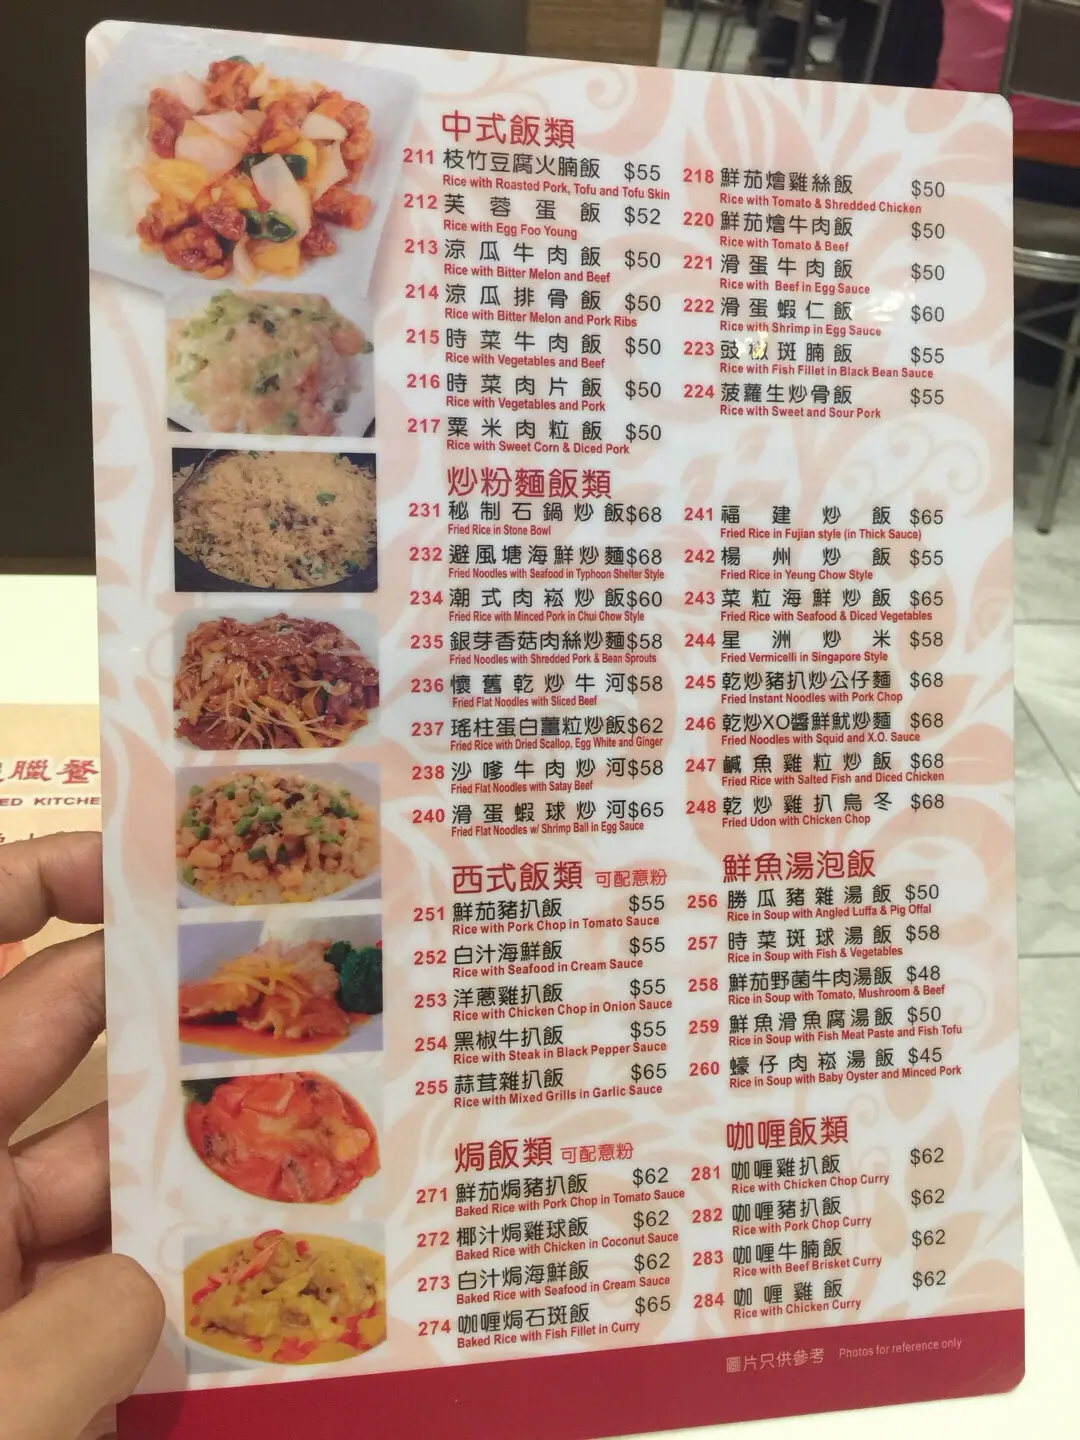 中式飯類
211 枝竹豆腐火腩飯 $55
Rice with Roasted Pork, Tofu and Tofu Skin
212 芙蓉蛋飯 $52
Rice with Egg Foo Young
213 涼瓜牛肉飯 $50
Rice with Bitter Melon and Beef
214 涼瓜排骨飯 $50
Rice with Bitter Melon and Pork Ribs
215 時菜牛肉飯 $50
Rice with Vegetables and Beef
216 時菜肉片飯 $50
Rice with Vegetables and Pork
217 粟米肉粒飯 $50
Rice with Sweet Corn & Diced Pork
218 鮮茄燴雞絲飯 $50
Rice with Tomato & Shredded Chicken
220 鮮茄燴牛肉飯 $50
Rice with Tomato & Beef
221 滑蛋牛肉飯 $50
Rice with Beef in Egg Sauce
222 滑蛋蝦仁飯 $60
Rice with Shrimp in Egg Sauce
223 豉椒斑腩飯 $55
Rice with Fish Fillet in Black Bean Sauce
224 菠蘿生炒骨飯 $55
Rice with Sweet and Sour Pork
炒粉麵飯類
231 秘制石鍋炒飯 $68
Fried Rice in Stone Bowl
232 避風塘海鮮炒麵 $68
Fried Noodles with Seafood in Typhoon Shelter Style
234 潮式肉崧炒飯 $60
Fried Rice with Minced Pork in Chui Chow Style
235 銀芽香菇肉絲炒麵 $58
Fried Noodles with Shredded Pork & Bean Sprouts
236 懷舊乾炒牛河 $58
Fried Flat Noodles with Sliced Beef
237 瑤柱蛋白薑粒炒飯 $62
Fried Rice with Dried Scallop, Egg White and Ginger
238 沙嗲牛肉炒河 $58
Fried Flat Noodles with Satay Beef
240 滑蛋蝦球炒河 $65
Fried Flat Noodles w/ Shrimp Ball in Egg Sauce
241 福建炒飯 $65
Fried Rice in Fujian style (in Thick Sauce)
242 楊州炒飯 $55
Fried Rice in Yeung Chow Style
243 菜粒海鮮炒飯 $65
Fried Rice with Seafood & Diced Vegetables
244 星洲炒米 $58
Fried Vermicelli in Singapore Style
245 乾炒豬扒炒公仔麵 $68
Fried Instant Noodles with Pork Chop
246 乾炒XO醬鮮魷炒麵 $68
Fried Noodles with Squid and X.O. Sauce
247 鹹魚雞粒炒飯 $68
Fried Rice with Salted Fish and Diced Chicken
248 乾炒雞扒烏冬 $68
Fried Udon with Chicken Chop
西式飯類 可配意粉
251 鮮茄豬扒飯 $55
Rice with Pork Chop in Tomato Sauce
252 白汁海鮮飯 $55
Rice with Seafood in Cream Sauce
253 洋蔥雞扒飯 $55
Rice with Chicken Chop in Onion Sauce
254 黑椒牛扒飯 $55
Rice with Steak in Black Pepper Sauce
255 蒜茸雜扒飯 $65
Rice with Mixed Grills in Garlic Sauce
鮮魚湯泡飯
256 勝瓜豬雜湯飯 $50
Rice in Soup with Angled Luffa & Pig Offal
257 時菜斑球湯飯 $58
Rice in Soup with Fish & Vegetables
258 鮮茄野菌牛肉湯飯 $48
Rice in Soup with Tomato, Mushroom & Beef
259 鮮魚滑魚腐湯飯 $50
Rice in Soup with Fish Meat Paste and Fish Tofu
260 蠔仔肉崧湯飯 $45
Rice in Soup with Baby Oyster and Minced Pork
焗飯類 可配意粉
271 鮮茄焗豬扒飯 $62
Baked Rice with Pork Chop in Tomato Sauce
272 椰汁焗雞球飯 $62
Baked Rice with Chicken in Coconut Sauce
273 白汁焗海鮮飯 $62
Baked Rice with Seafood in Cream Sauce
274 咖喱焗石斑飯 $65
Baked Rice with Fish Fillet in Curry
咖喱飯類
281 咖喱雞扒飯 $62
Rice with Chicken Chop Curry
282 咖喱豬扒飯 $62
Rice with Pork Chop Curry
283 咖喱牛腩飯 $62
Rice with Beef Brisket Curry
284 咖喱雞飯 $62
Rice with Chicken Curry
圖片只供參考 Photos for reference only
臘餐
ED KITCHE